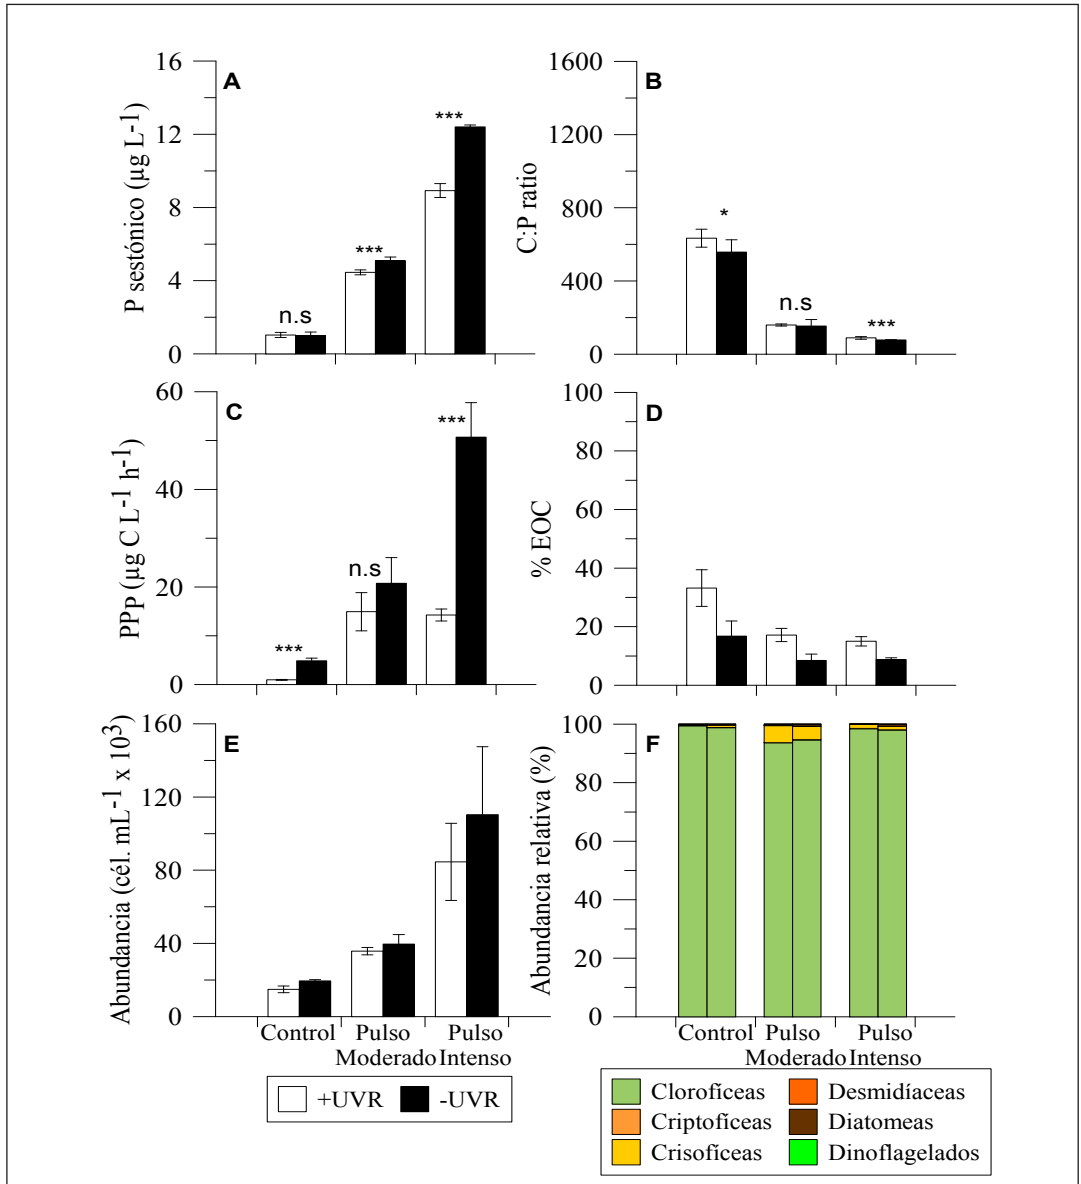 A
P sestónico (µg L-1)
16
12
8
4
0
n.s
***
***
B
C:P ratio
1600
1200
800
400
0
*
n.s
***
C
PPp (µg C L-1 h-1)
60
40
20
0
***
n.s
***
D
% EOC
100
80
60
40
20
0
E
Abundancia (cél. mL-1 x 103)
160
120
80
40
0
Control
Pulso
Moderado
Pulso
Intenso
F
Abundancia relativa (%)
100
80
60
40
20
0
Control
Pulso
Moderado
Pulso
Intenso
+UVR
-UVR
Clorofíceas
Criptofíceas
Crisofíceas
Desmidíaceas
Diatomeas
Dinoflagelados